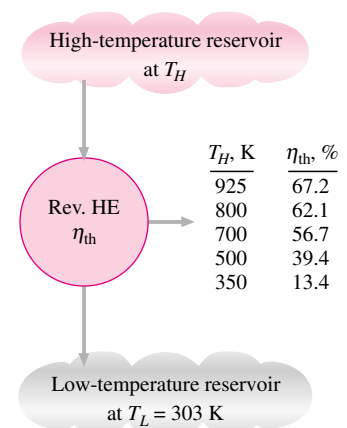 High-temperature reservoir
at T_H
Rev. HE
η_th
T_H, K η_th, %
925 67.2
800 62.1
700 56.7
500 39.4
350 13.4
Low-temperature reservoir
at T_L = 303 K